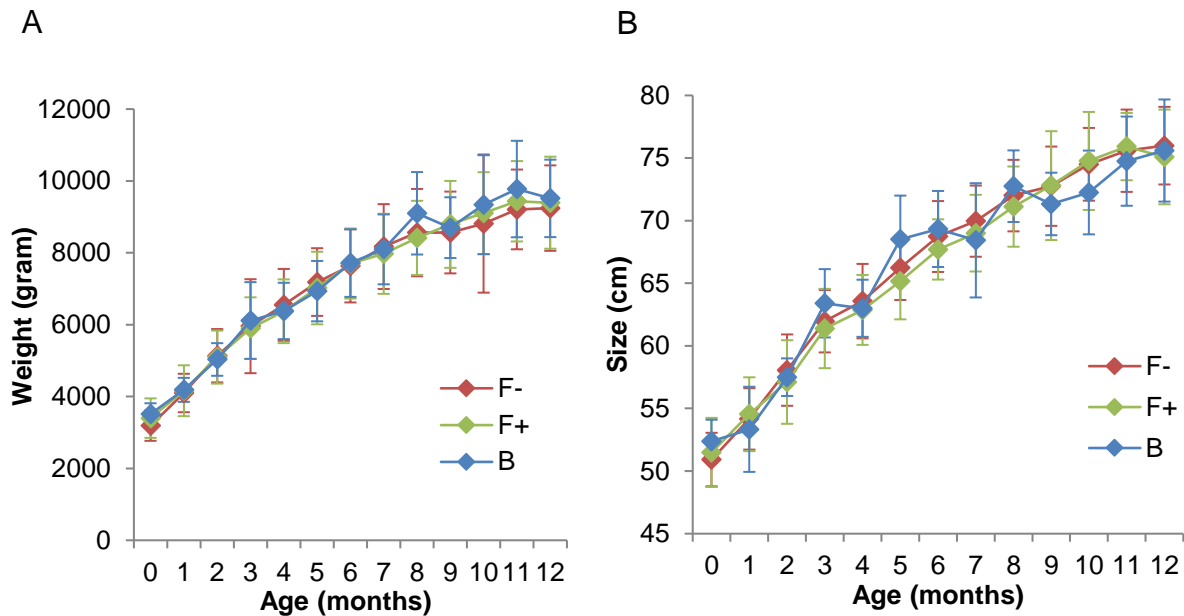 A
Weight (gram)
12000
10000
8000
6000
4000
2000
0
F-
F+
B
0 1 2 3 4 5 6 7 8 9 10 11 12
Age (months)
B
Size (cm)
80
75
70
65
60
55
50
45
F-
F+
B
0 1 2 3 4 5 6 7 8 9 10 11 12
Age (months)